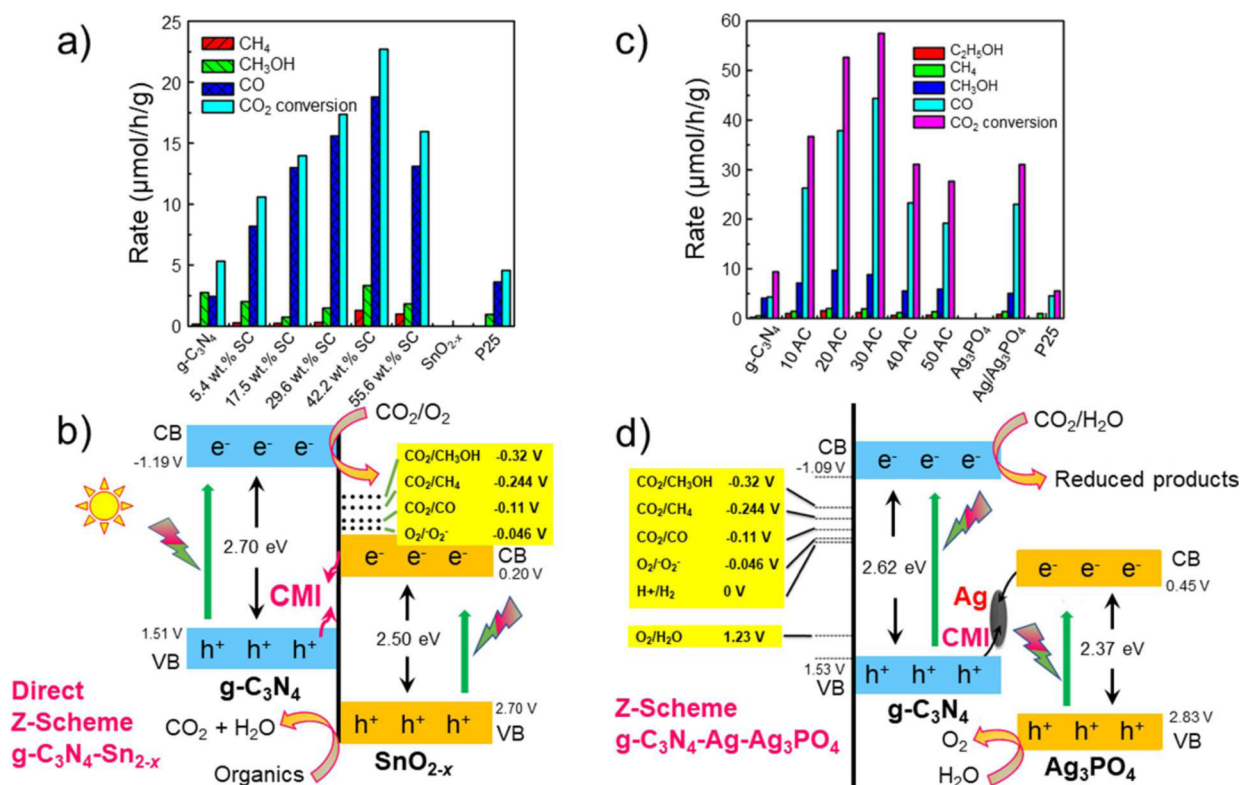 a)
25
20
15
10
5
0
Rate (μmol/h/g)
CH4
CH3OH
CO
CO2 conversion
g-C3N4
5.4 wt.% SC
17.5 wt.% SC
29.6 wt.% SC
42.2 wt.% SC
55.6 wt.% SC
SnO2-x
P25
c)
60
50
40
30
20
10
0
Rate (μmol/h/g)
C2H5OH
CH4
CH3OH
CO
CO2 conversion
g-C3N4
10 AC
20 AC
30 AC
40 AC
50 AC
Ag3PO4
Ag/Ag3PO4
P25
b)
CO2/O2
CB
-1.19 V
e- e- e-
CO2/CH3OH -0.32 V
CO2/CH4 -0.244 V
CO2/CO -0.11 V
O2/·O2- -0.046 V
2.70 eV
e- e- e-
CB
0.20 V
CMI
1.51 V
VB
h+ h+ h+
g-C3N4
2.50 eV
Direct
Z-Scheme
g-C3N4-Sn2-x
CO2 + H2O
Organics
h+ h+ h+
2.70 V
VB
SnO2-x
d)
CO2/H2O
CB
-1.09 V
e- e- e-
Reduced products
CO2/CH3OH -0.32 V
CO2/CH4 -0.244 V
CO2/CO -0.11 V
O2/·O2- -0.046 V
H+/H2 0 V
O2/H2O 1.23 V
2.62 eV
e- e- e-
CB
0.45 V
Ag
CMI
1.53 V
VB
h+ h+ h+
g-C3N4
2.37 eV
Z-Scheme
g-C3N4-Ag-Ag3PO4
O2
H2O
h+ h+ h+
2.83 V
VB
Ag3PO4